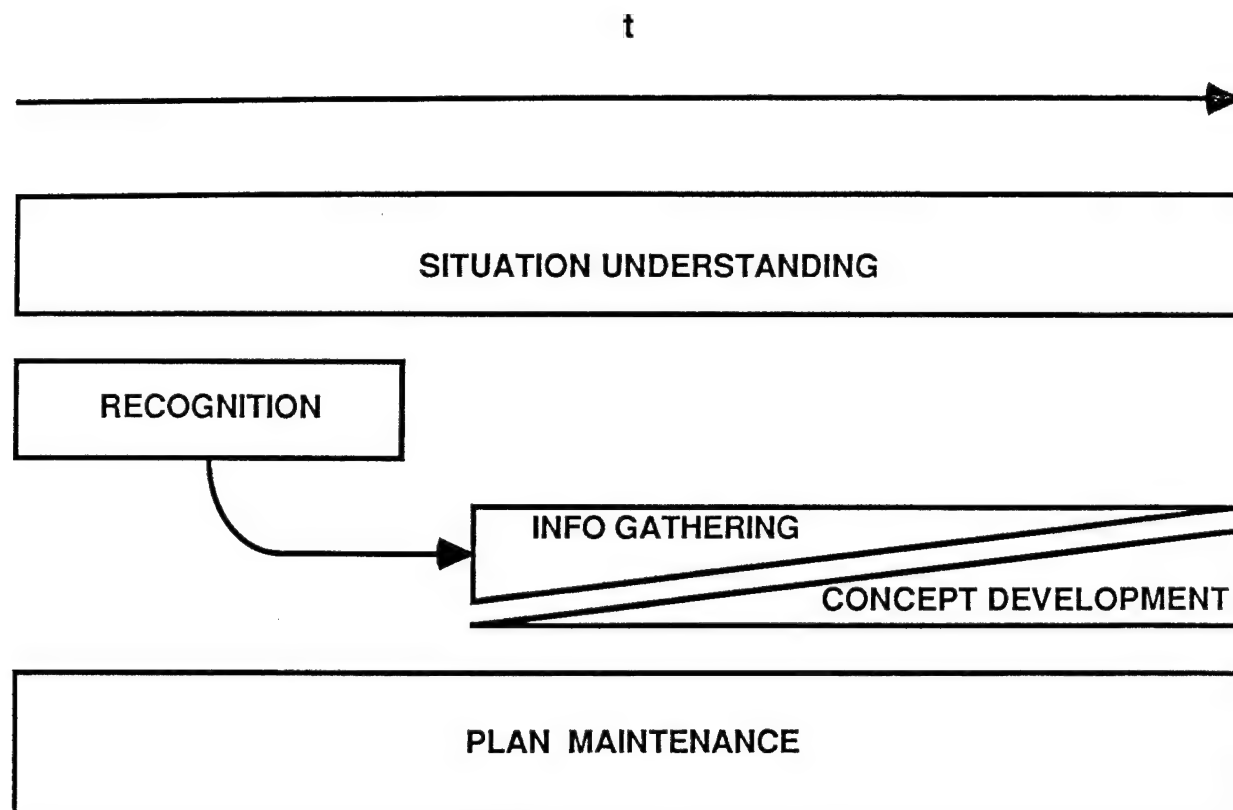 t
SITUATION UNDERSTANDING
RECOGNITION
INFO GATHERING
CONCEPT DEVELOPMENT
PLAN MAINTENANCE